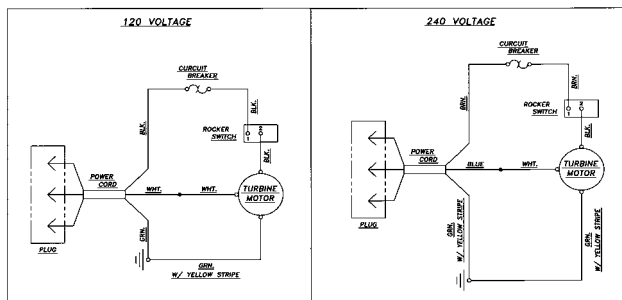 120 VOLTAGE
CURCUIT
BREAKER
BLK.
BLK.
ROCKER
SWITCH
1
2
BLK.
POWER
CORD
WHT.
WHT.
TURBINE
MOTOR
GRN.
PLUG
GRN.
W/ YELLOW STRIPE
240 VOLTAGE
CURCUIT
BREAKER
BRN.
BRN.
ROCKER
SWITCH
1
2
BLK.
POWER
CORD
BLUE
WHT.
TURBINE
MOTOR
PLUG
GRN.
W/ YELLOW STRIPE
GRN.
W/ YELLOW STRIPE